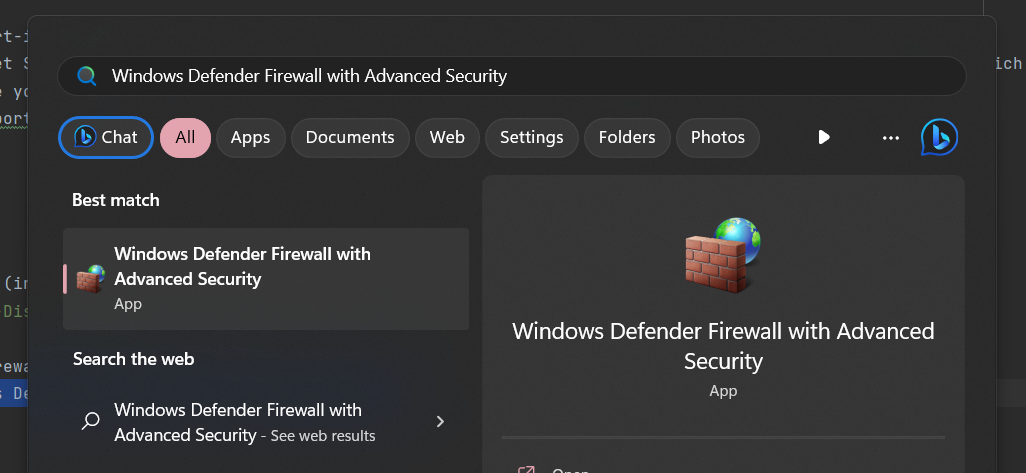 Windows Defender Firewall with Advanced Security
Chat
All
Apps
Documents
Web
Settings
Folders
Photos
Best match
Windows Defender Firewall with
Advanced Security
App
Search the web
Windows Defender Firewall with
Advanced Security - See web results
Windows Defender Firewall with Advanced
Security
App
Open